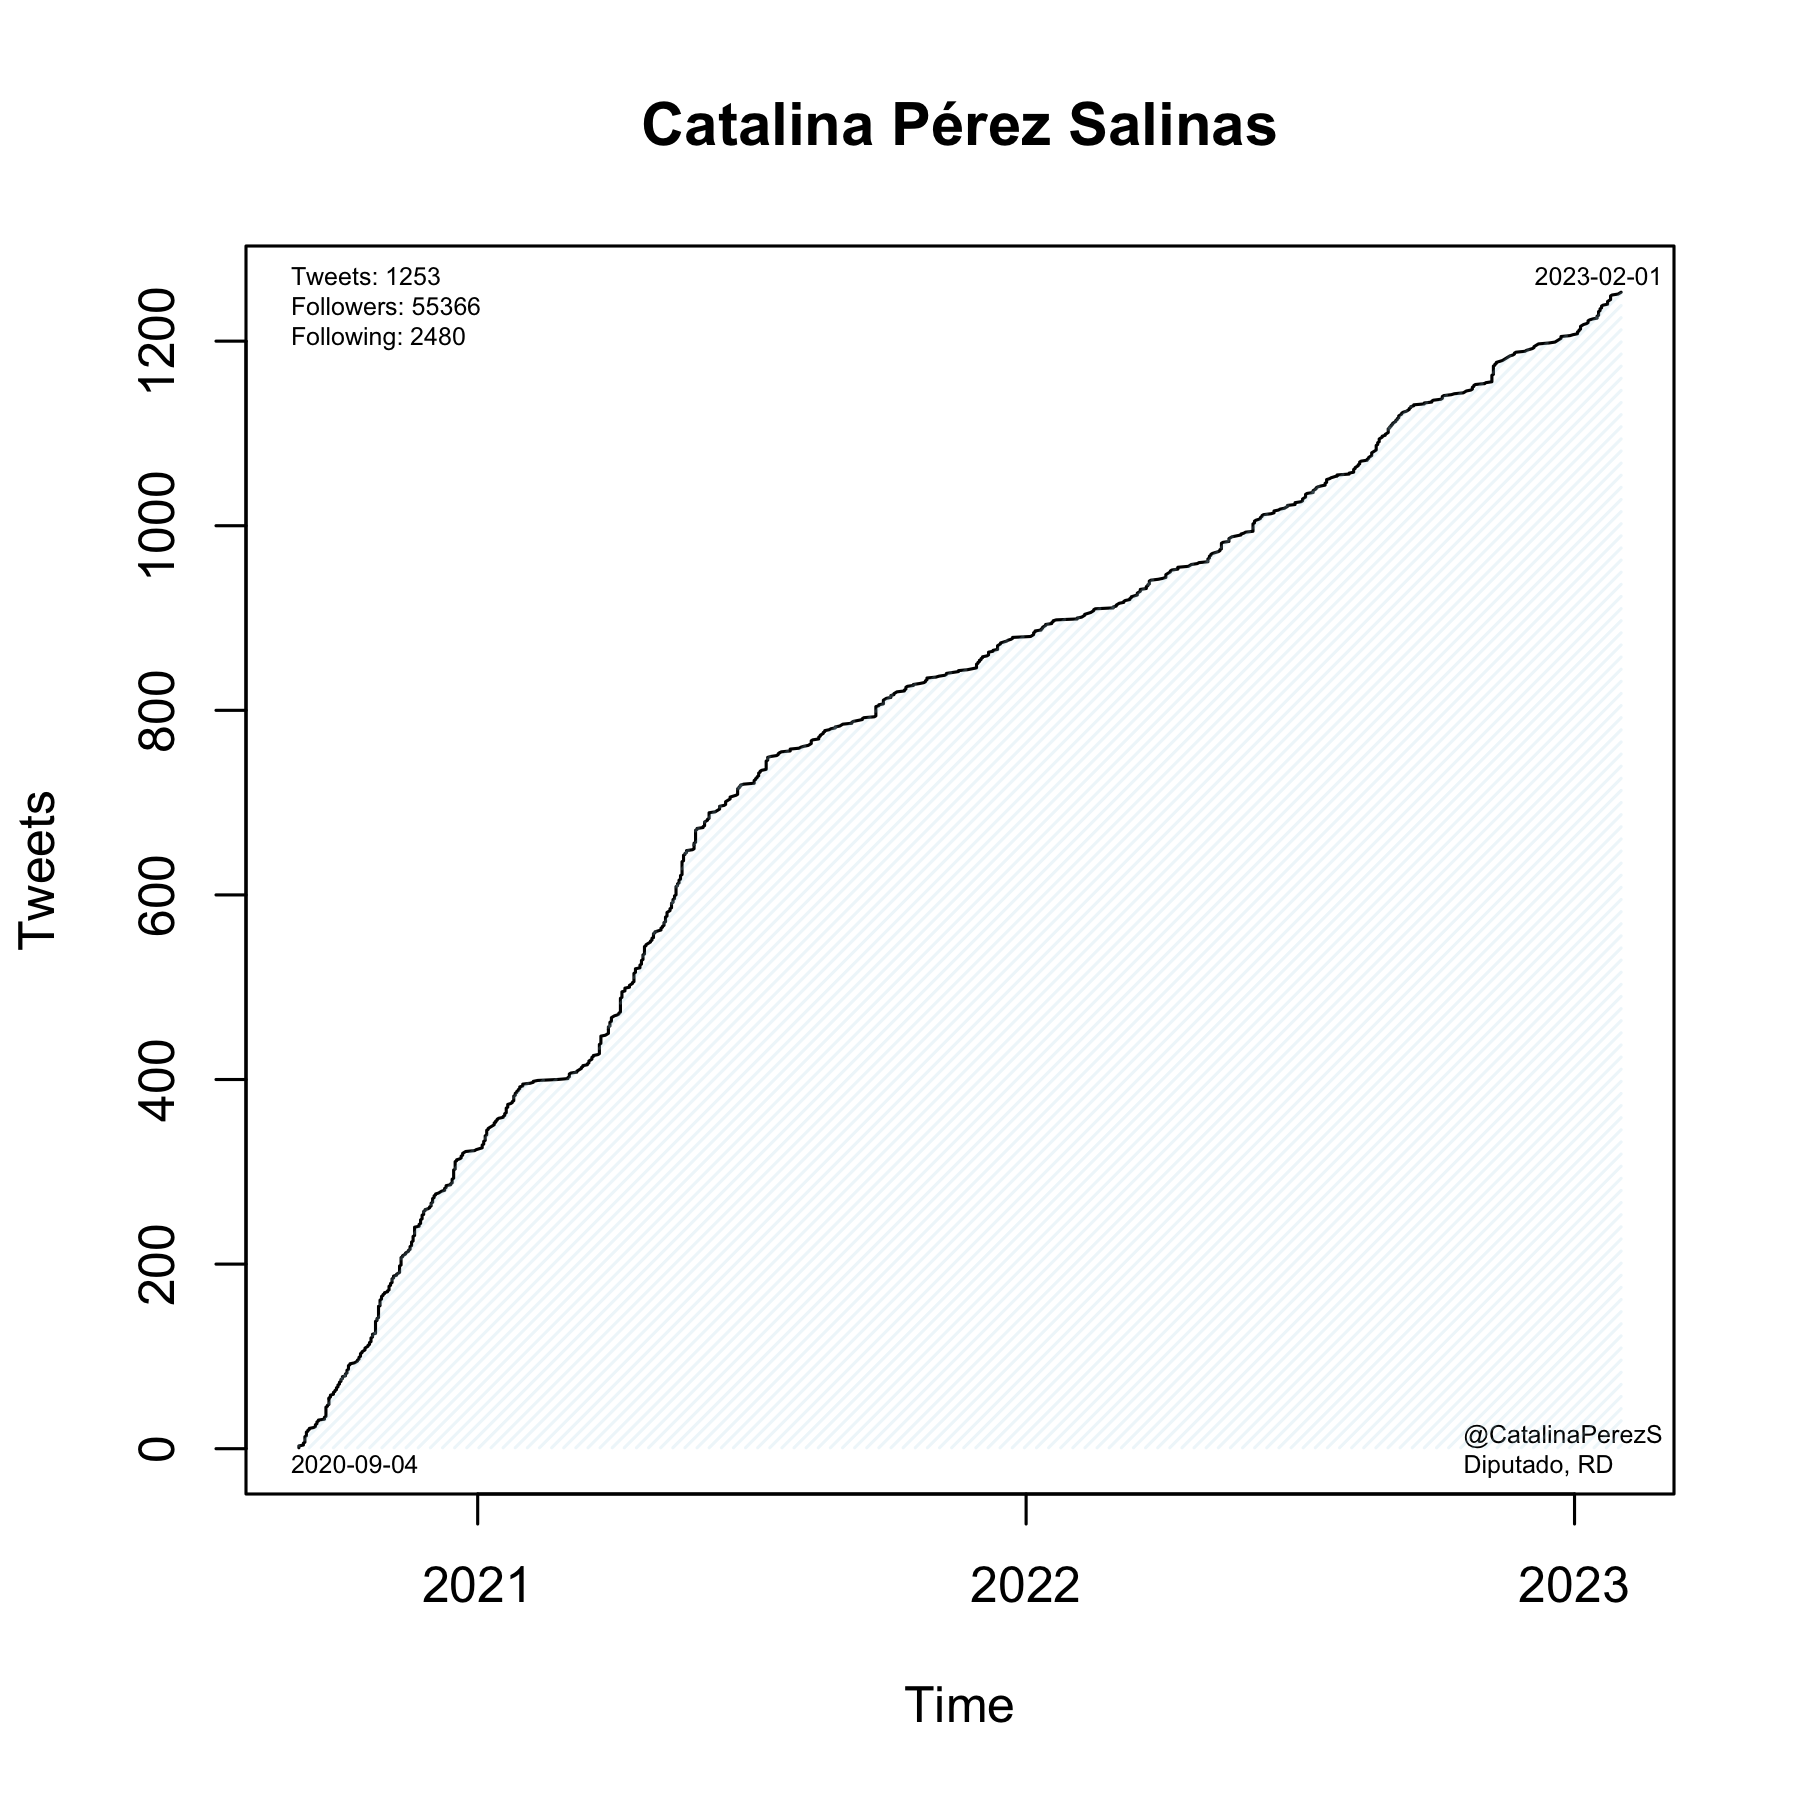 Catalina Pérez Salinas
Tweets: 1253
Followers: 55366
Following: 2480
2023-02-01
1200
1000
800
600
400
200
0
Tweets
@CatalinaPerezS
Diputado, RD
2020-09-04
2021
2022
2023
Time